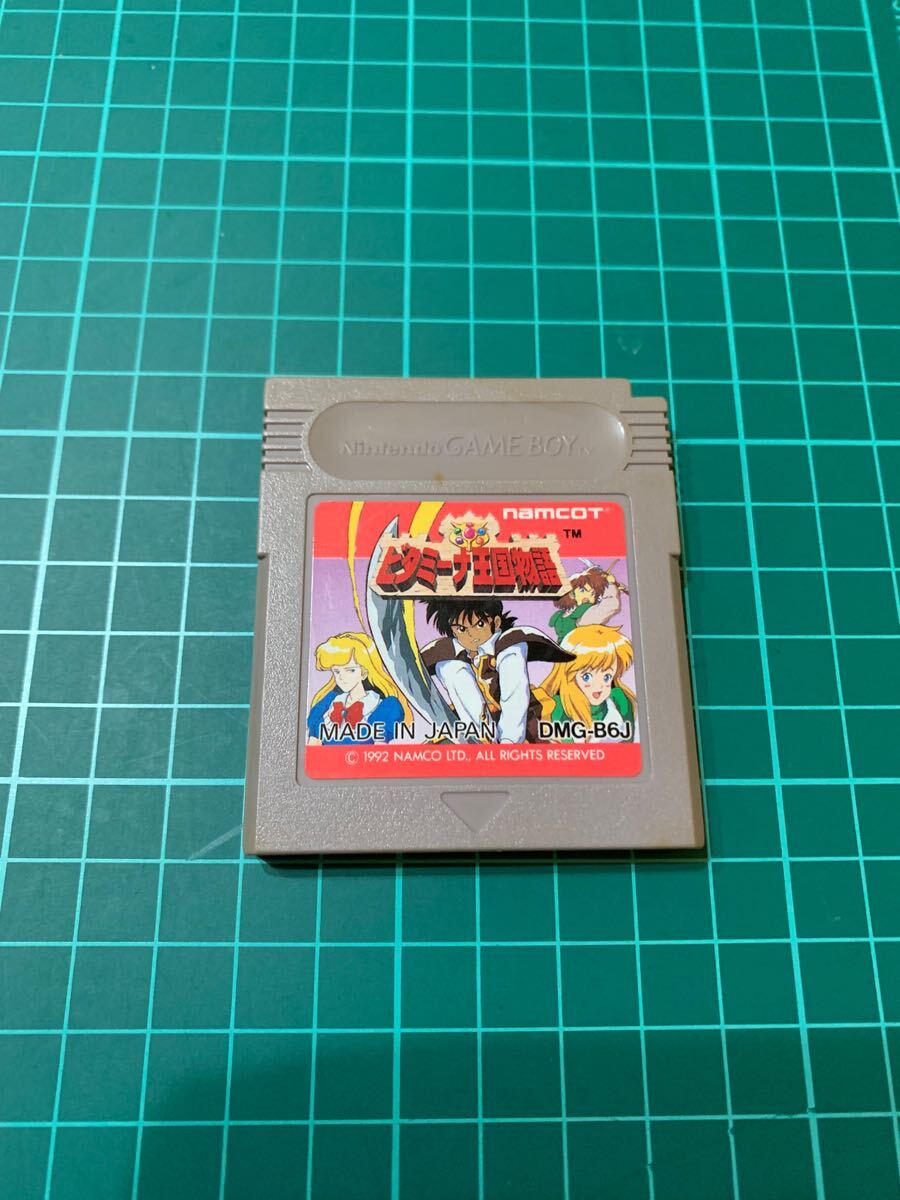 Nintendo GAME BOY TM
namcot
ビタミーナ王国物語 TM
MADE IN JAPAN DMG-B6J
© 1992 NAMCO LTD., ALL RIGHTS RESERVED